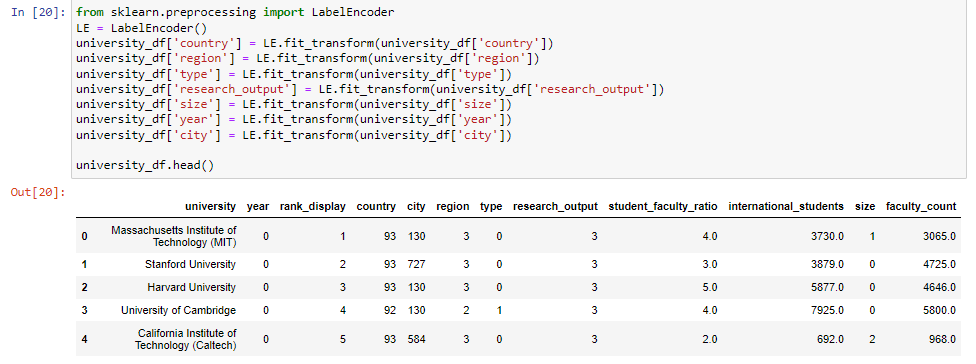 In [20]: from sklearn.preprocessing import LabelEncoder
LE = LabelEncoder()
university_df['country'] = LE.fit_transform(university_df['country'])
university_df['region'] = LE.fit_transform(university_df['region'])
university_df['type'] = LE.fit_transform(university_df['type'])
university_df['research_output'] = LE.fit_transform(university_df['research_output'])
university_df['size'] = LE.fit_transform(university_df['size'])
university_df['year'] = LE.fit_transform(university_df['year'])
university_df['city'] = LE.fit_transform(university_df['city'])
university_df.head()
Out[20]:
university year rank_display country city region type research_output student_faculty_ratio international_students size faculty_count
0 Massachusetts Institute of Technology (MIT) 0 1 93 130 3 0 3 4.0 3730.0 1 3065.0
1 Stanford University 0 2 93 727 3 0 3 3.0 3879.0 0 4725.0
2 Harvard University 0 3 93 130 3 0 3 5.0 5877.0 0 4646.0
3 University of Cambridge 0 4 92 130 2 1 3 4.0 7925.0 0 5800.0
4 California Institute of Technology (Caltech) 0 5 93 584 3 0 3 2.0 692.0 2 968.0